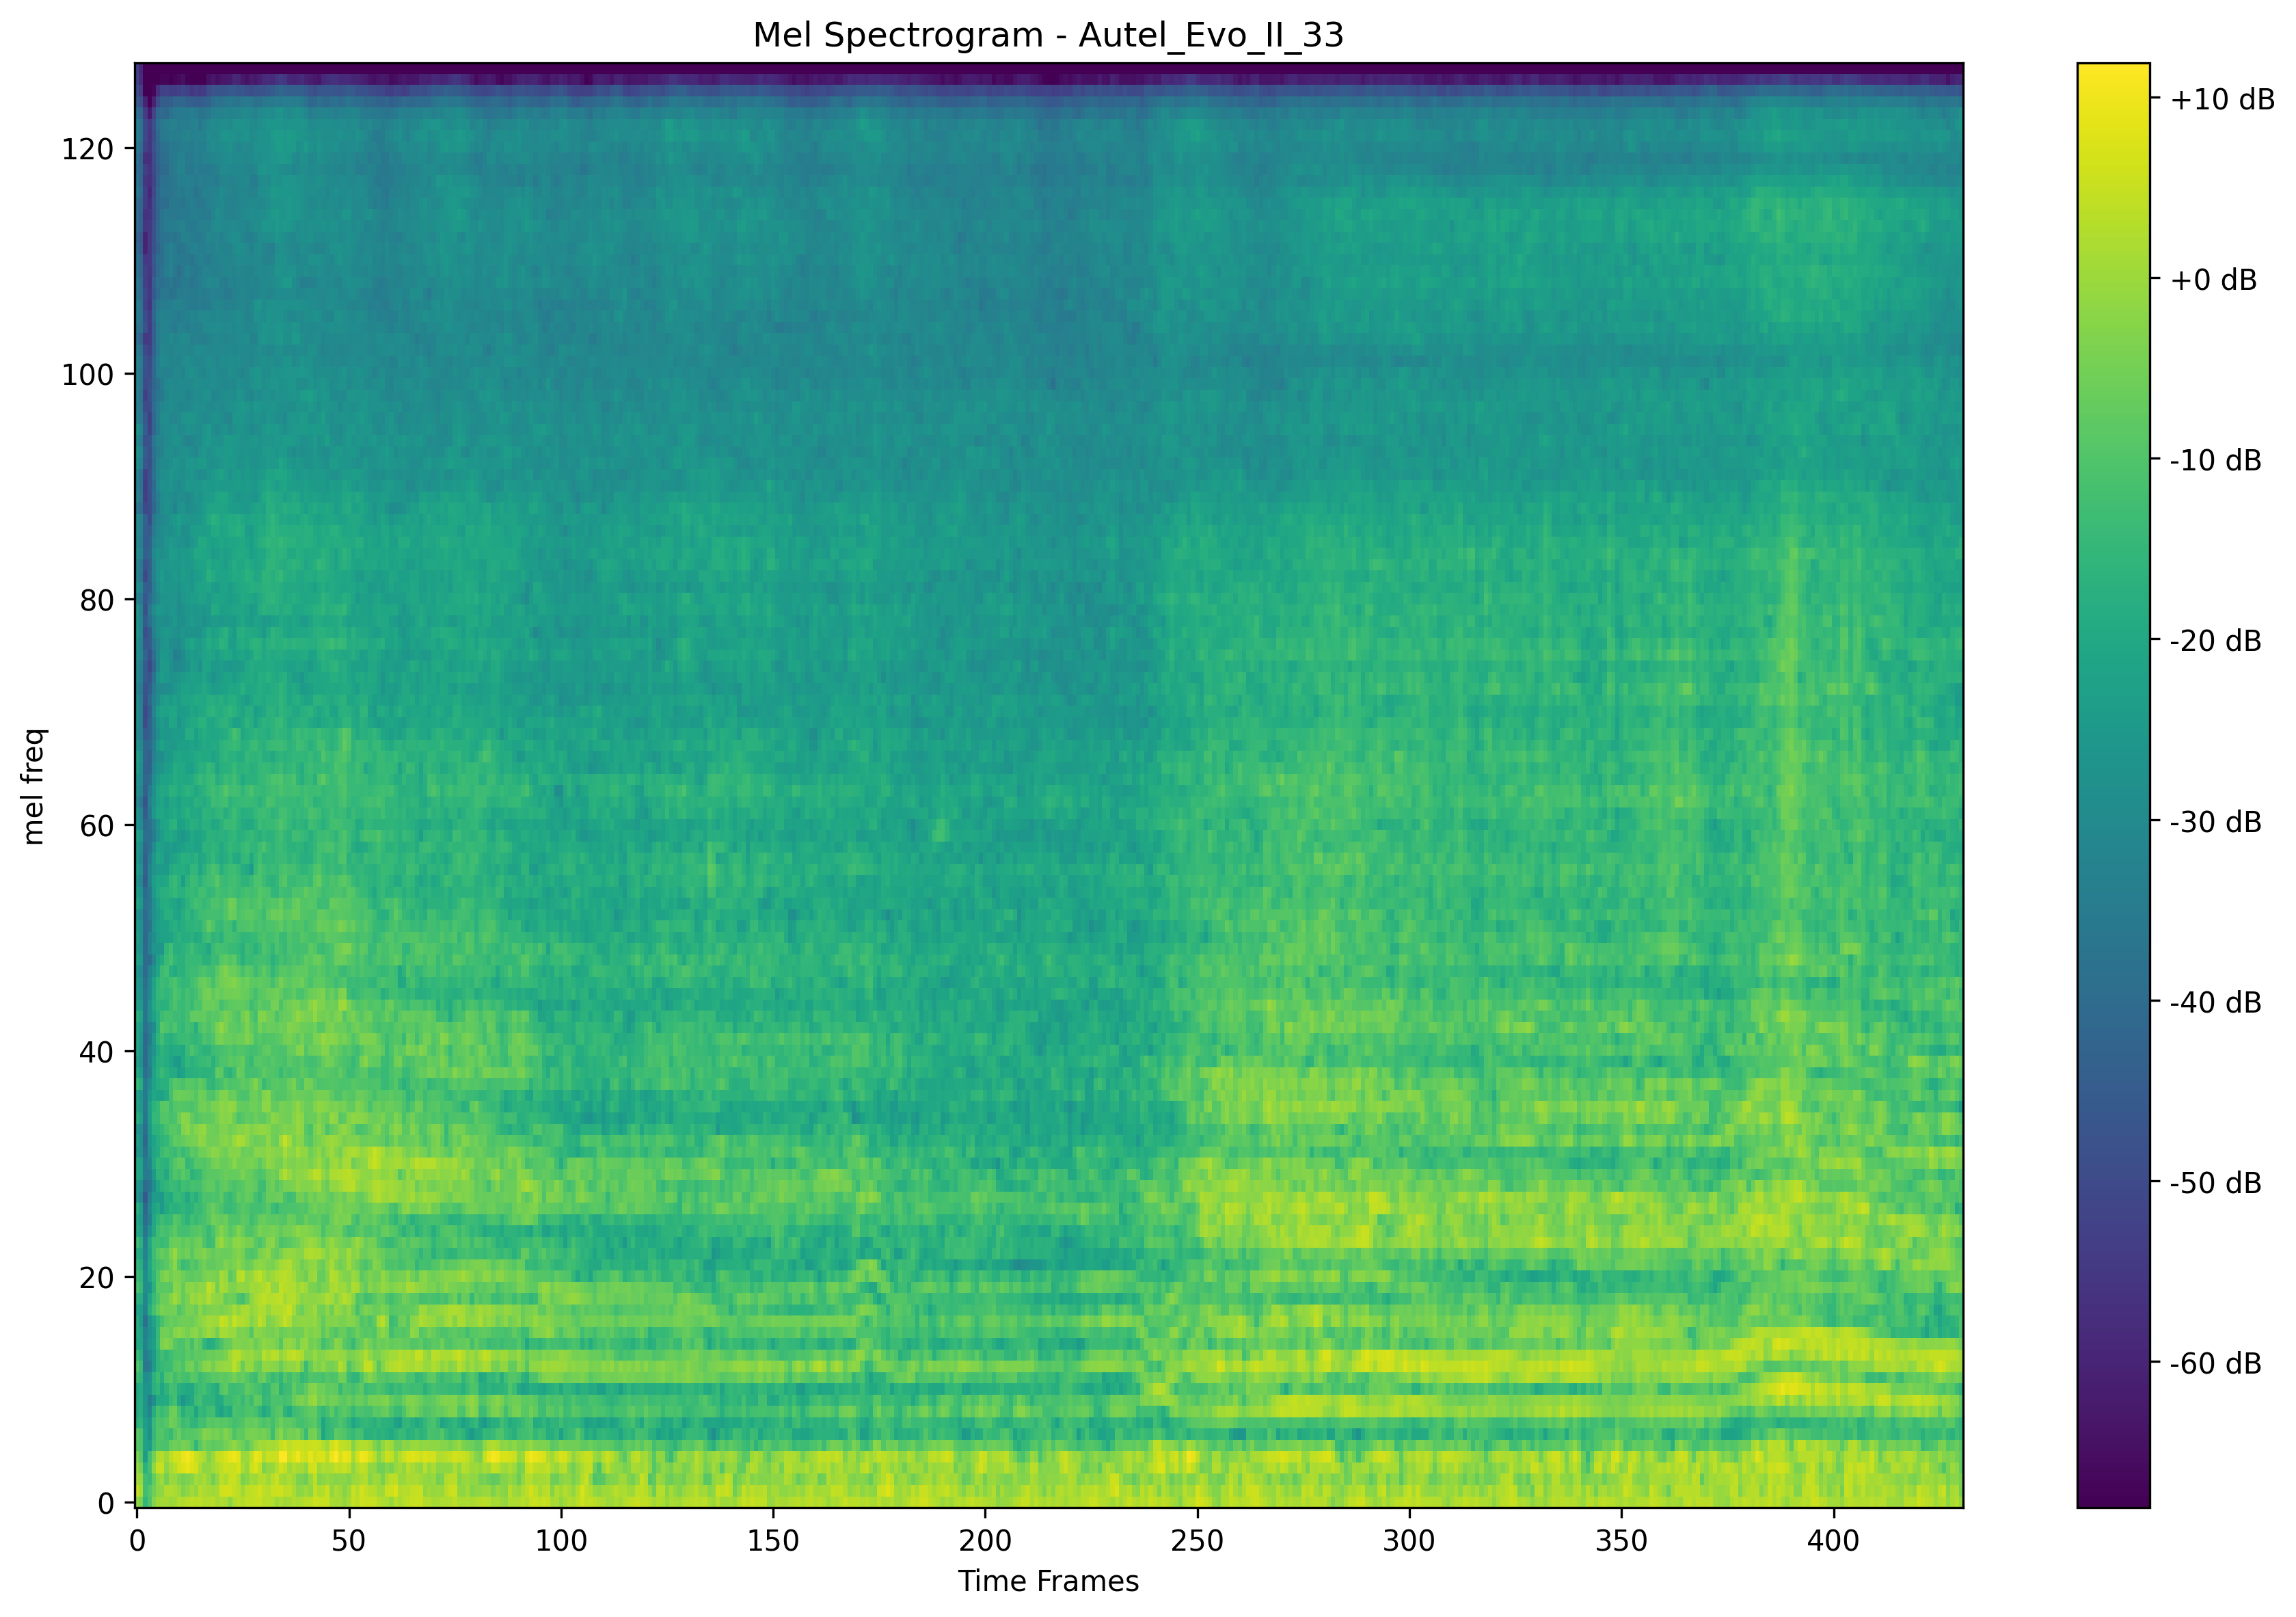 Mel Spectrogram - Autel_Evo_II_33
mel freq
120
100
80
60
40
20
0
0 50 100 150 200 250 300 350 400
Time Frames
+10 dB
+0 dB
-10 dB
-20 dB
-30 dB
-40 dB
-50 dB
-60 dB